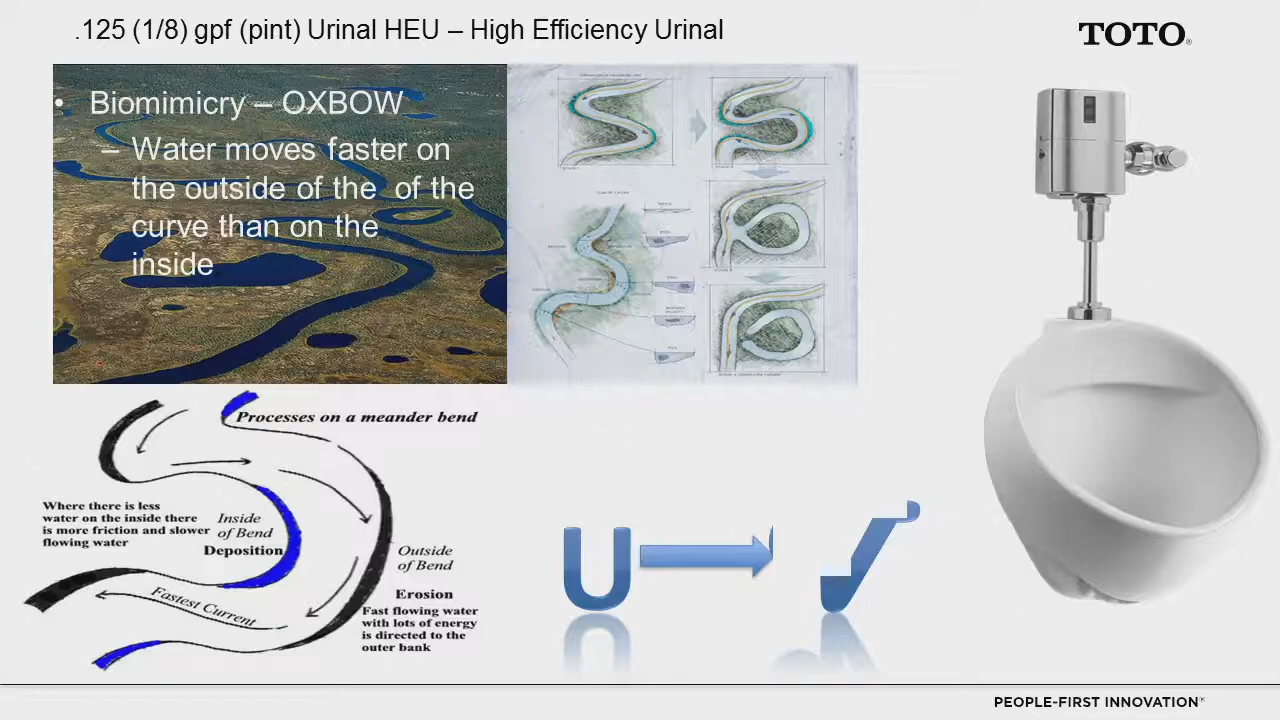 .125 (1/8) gpf (pint) Urinal HEU – High Efficiency Urinal
TOTO®
• Biomimicry – OXBOW
– Water moves faster on
the outside of the of the
curve than on the
inside
Processes on a meander bend
Where there is less
water on the inside there
is more friction and slower
flowing water
Inside
of Bend
Deposition
Outside
of Bend
Erosion
Fast flowing water
with lots of energy
is directed to the
outer bank
Fastest Current
U
PEOPLE-FIRST INNOVATION™